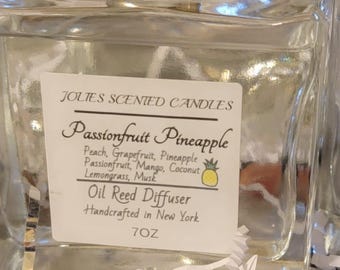 JOLIES SCENTED CANDLES
Passionfruit Pineapple
Peach, Grapefruit, Pineapple
Passionfruit, Mango, Coconut
Lemongrass, Musk
Oil Reed Diffuser
Handcrafted in New York
7OZ